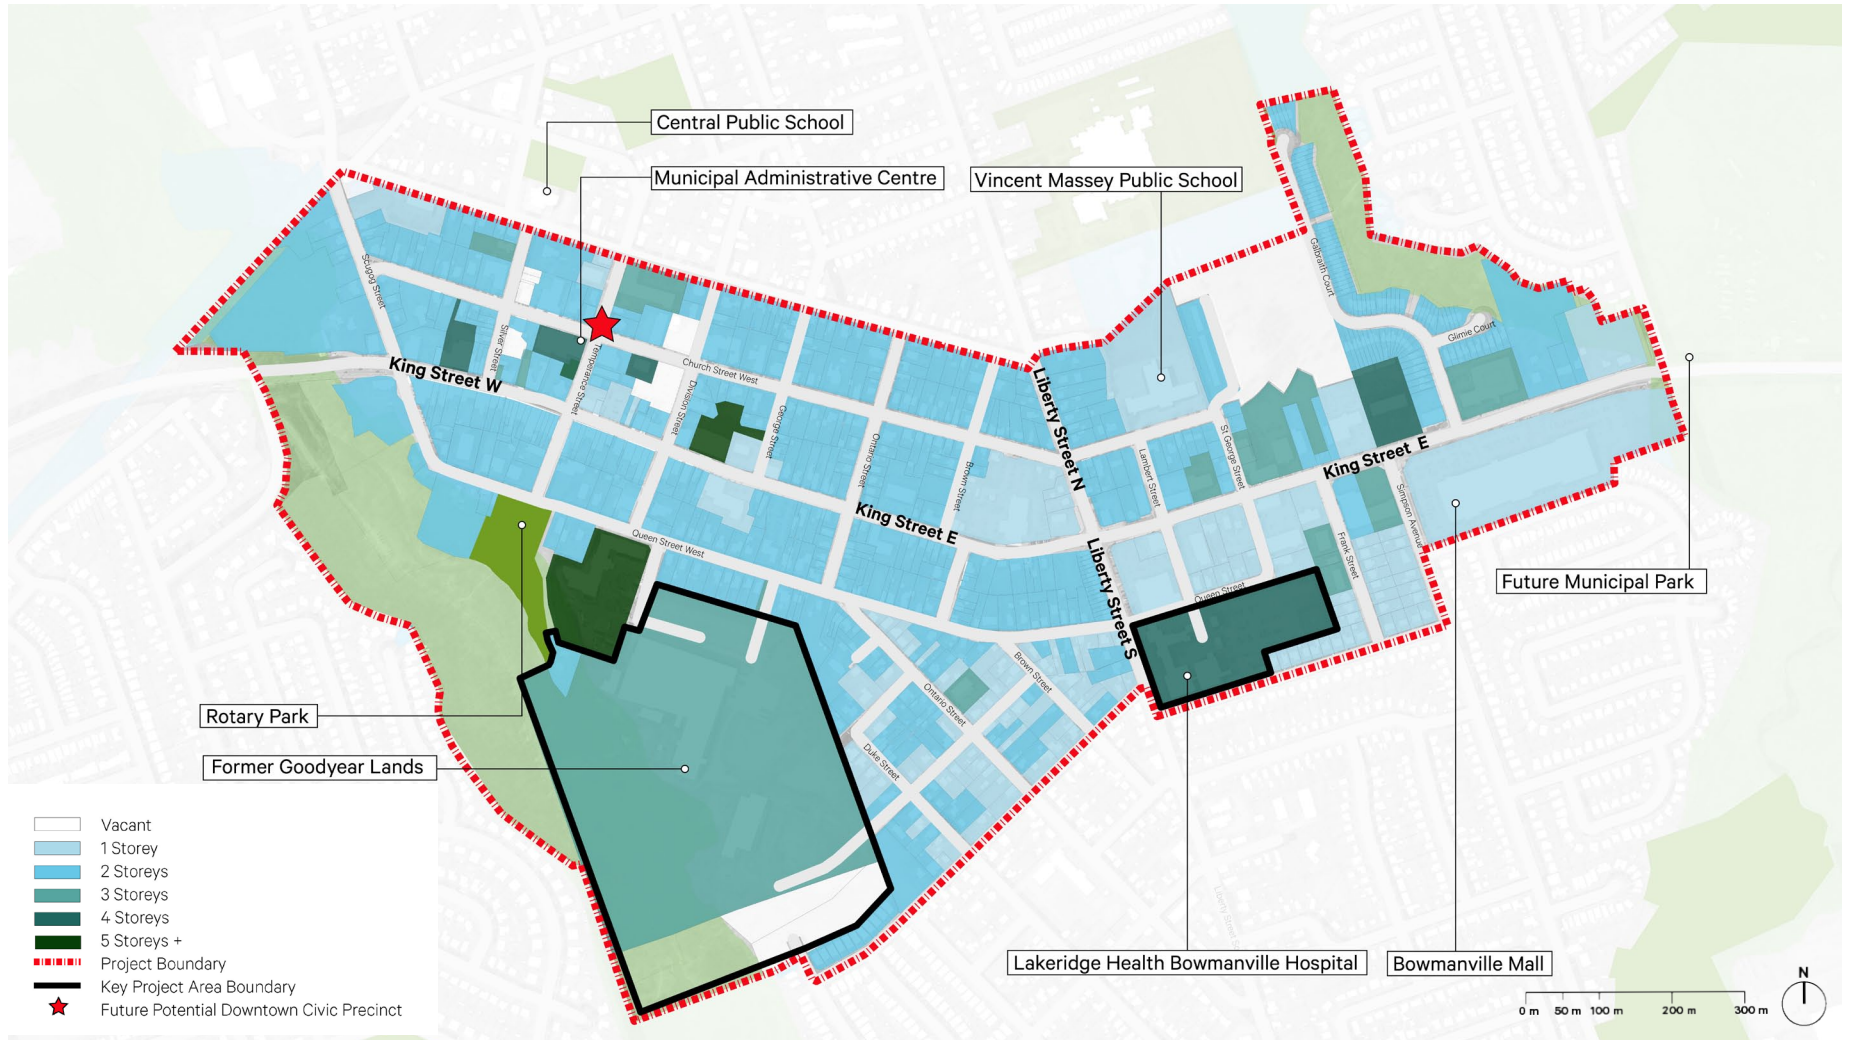 Central Public School
Municipal Administrative Centre
Vincent Massey Public School
Scugog Street
Galbraith Court
Glimie Court
Silver Street
Temperance Street
Church Street West
Division Street
George Street
King Street W
Ontario Street
Brown Street
Liberty Street N
Lambert Street
St George Street
King Street E
Simpson Avenue
King Street E
Queen Street West
Frank Street
Liberty Street S
Queen Street
Future Municipal Park
Brown Street
Ontario Street
Duke Street
Rotary Park
Former Goodyear Lands
Lakeridge Health Bowmanville Hospital
Bowmanville Mall
Vacant
1 Storey
2 Storeys
3 Storeys
4 Storeys
5 Storeys +
Project Boundary
Key Project Area Boundary
Future Potential Downtown Civic Precinct
N
0 m 50 m 100 m 200 m 300 m